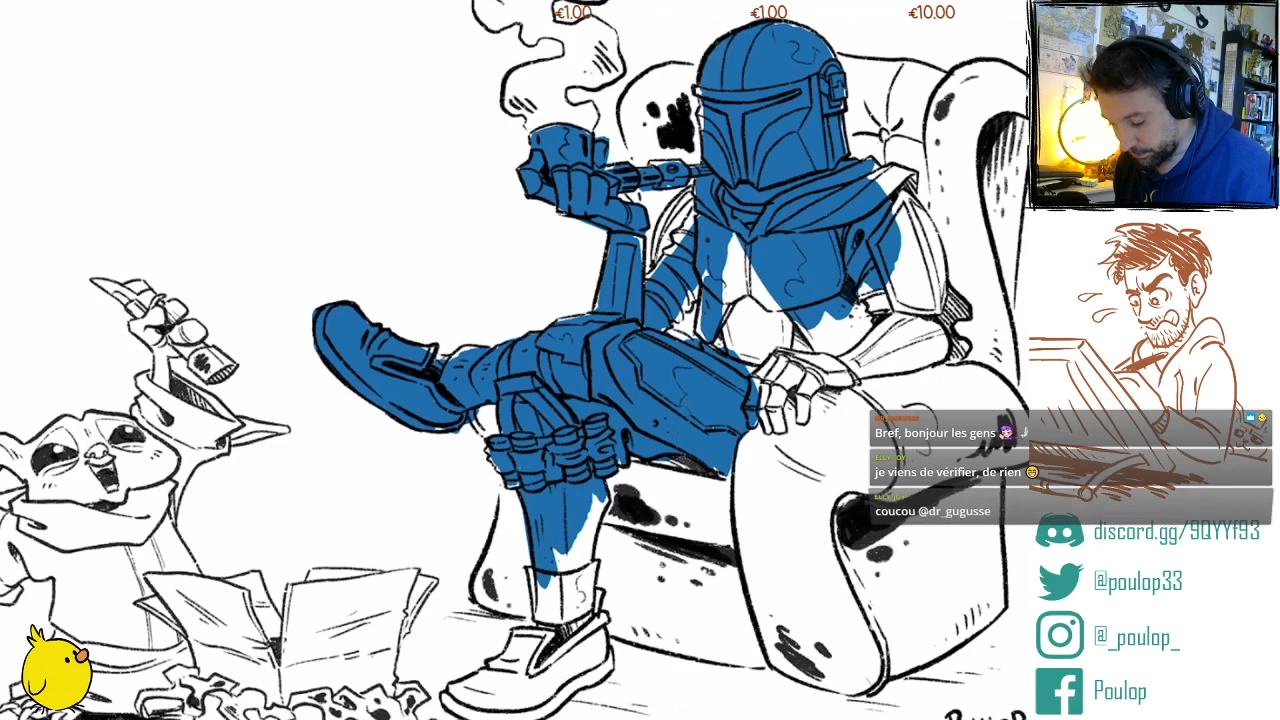 €1.00
€1.00
€10.00
Bref, bonjour les gens
je viens de vérifier, de rien
coucou @dr_gugusse
discord.gg/9QYYf93
@poulop33
@_poulop_
Poulop